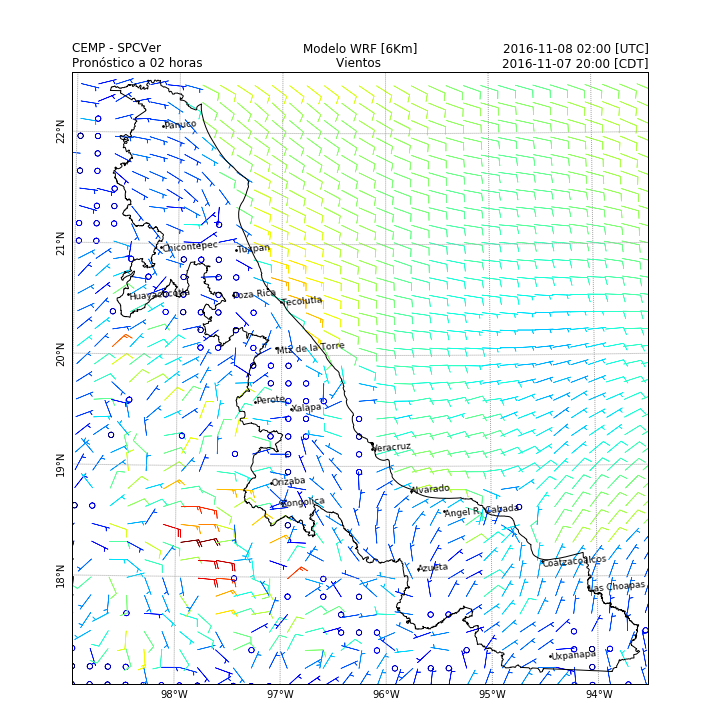 CEMP - SPCVer
Modelo WRF [6Km]
2016-11-08 02:00 [UTC]
Pronóstico a 02 horas
Vientos
2016-11-07 20:00 [CDT]
22°N
Panuco
21°N
Chicontepec
Tuxpan
Huayacocotla
Poza Rica
Tecolutla
20°N
Mtz de la Torre
Perote
Xalapa
Veracruz
19°N
Orizaba
Zongolica
Alvarado
Angel R. Cabada
18°N
Azueta
Coatzacoalcos
Las Choapas
Uxpanapa
98°W
97°W
96°W
95°W
94°W